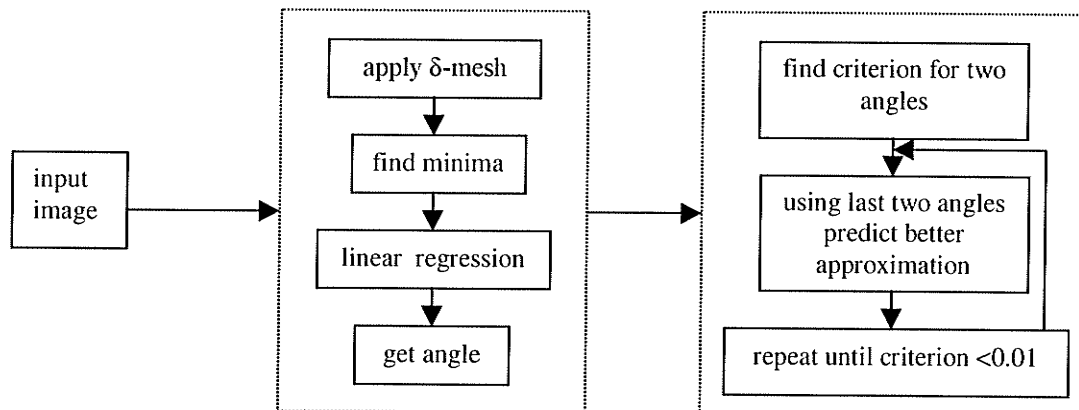 input
image
apply δ-mesh
find minima
linear regression
get angle
find criterion for two
angles
using last two angles
predict better
approximation
repeat until criterion <0.01